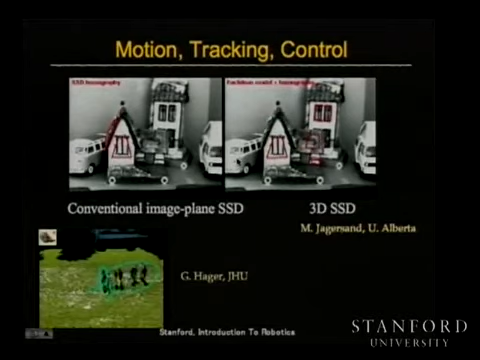 Motion, Tracking, Control
SSD homography
Conventional image-plane SSD
3D SSD
M. Jagersand, U. Alberta
G. Hager, JHU
Stanford, Introduction To Robotics
STANFORD
UNIVERSITY